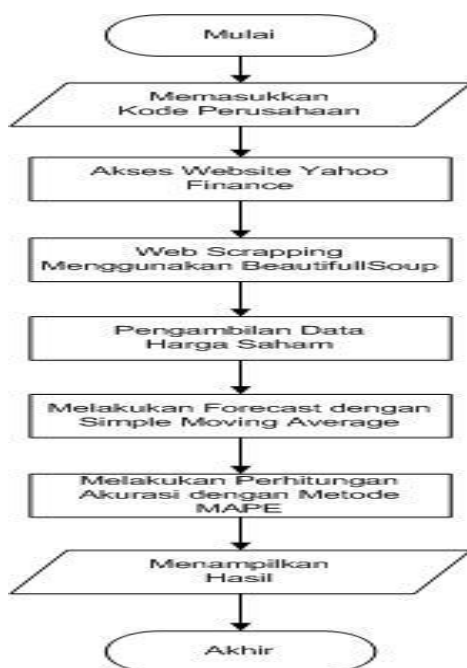 Mulai
Memasukkan
Kode Perusahaan
Akses Website Yahoo
Finance
Web Scrapping
Menggunakan BeautifullSoup
Pengambilan Data
Harga Saham
Melakukan Forecast dengan
Simple Moving Average
Melakukan Perhitungan
Akurasi dengan Metode
MAPE
Menampilkan
Hasil
Akhir